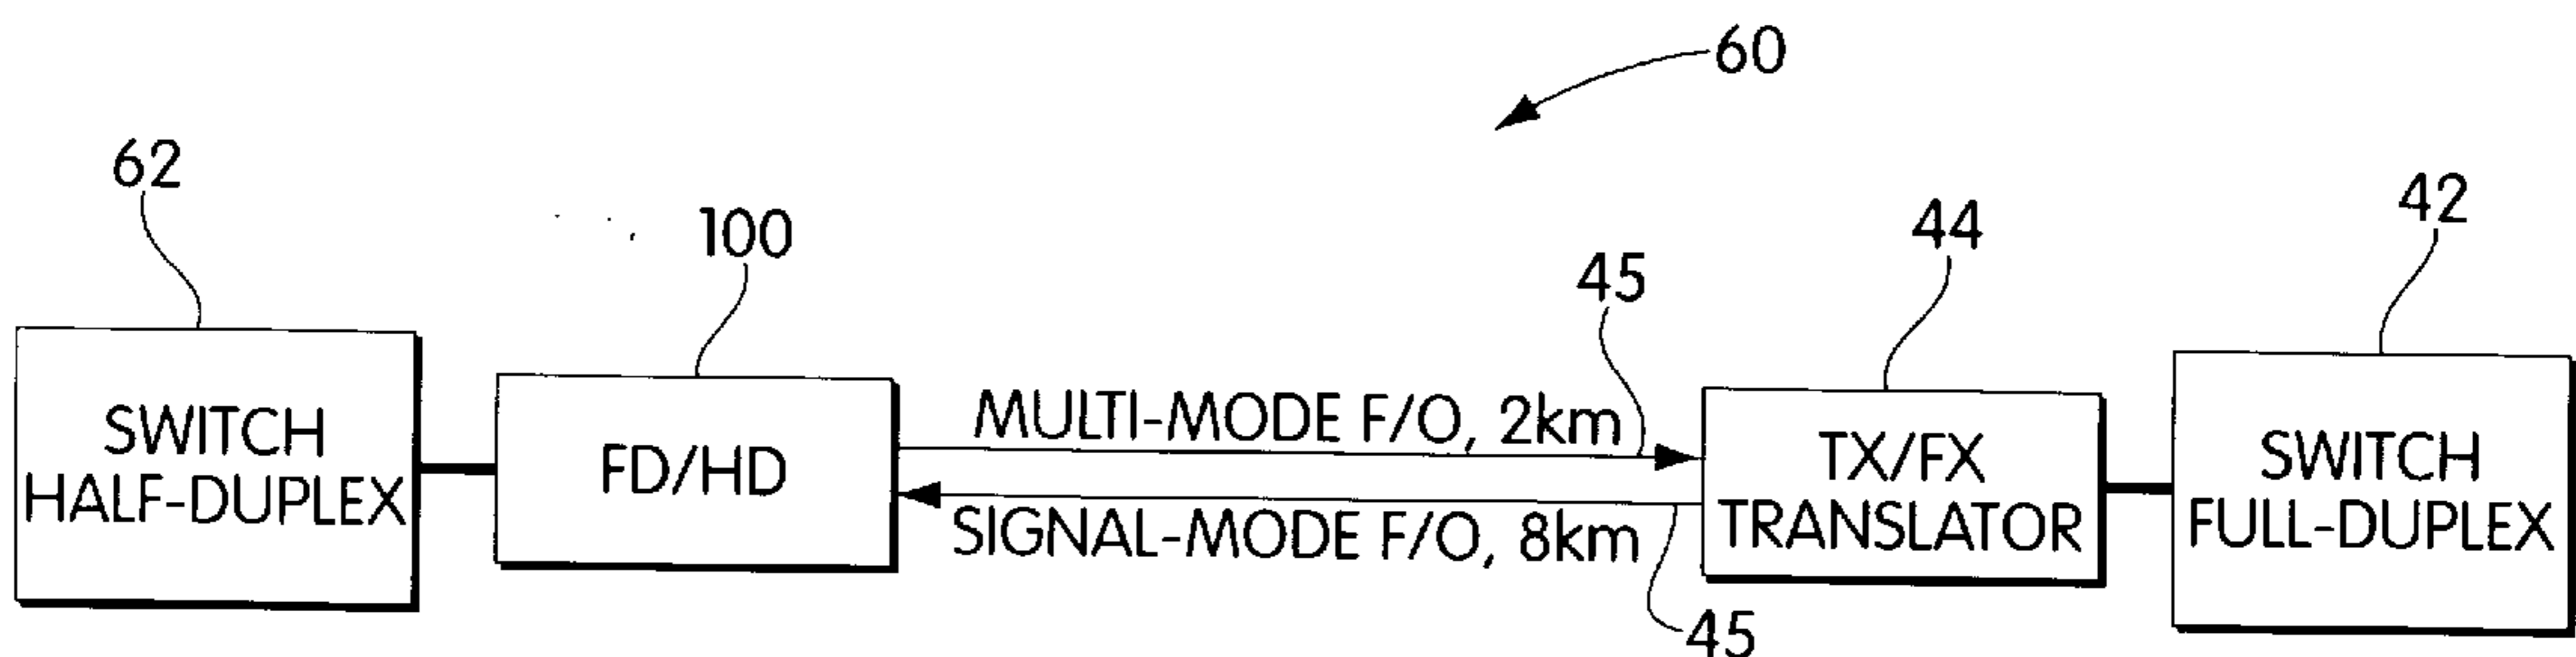 60
62
100
45
44
42
SWITCH
HALF-DUPLEX
FD/HD
MULTI-MODE F/O, 2km
SIGNAL-MODE F/O, 8km
TX/FX
TRANSLATOR
SWITCH
FULL-DUPLEX
45